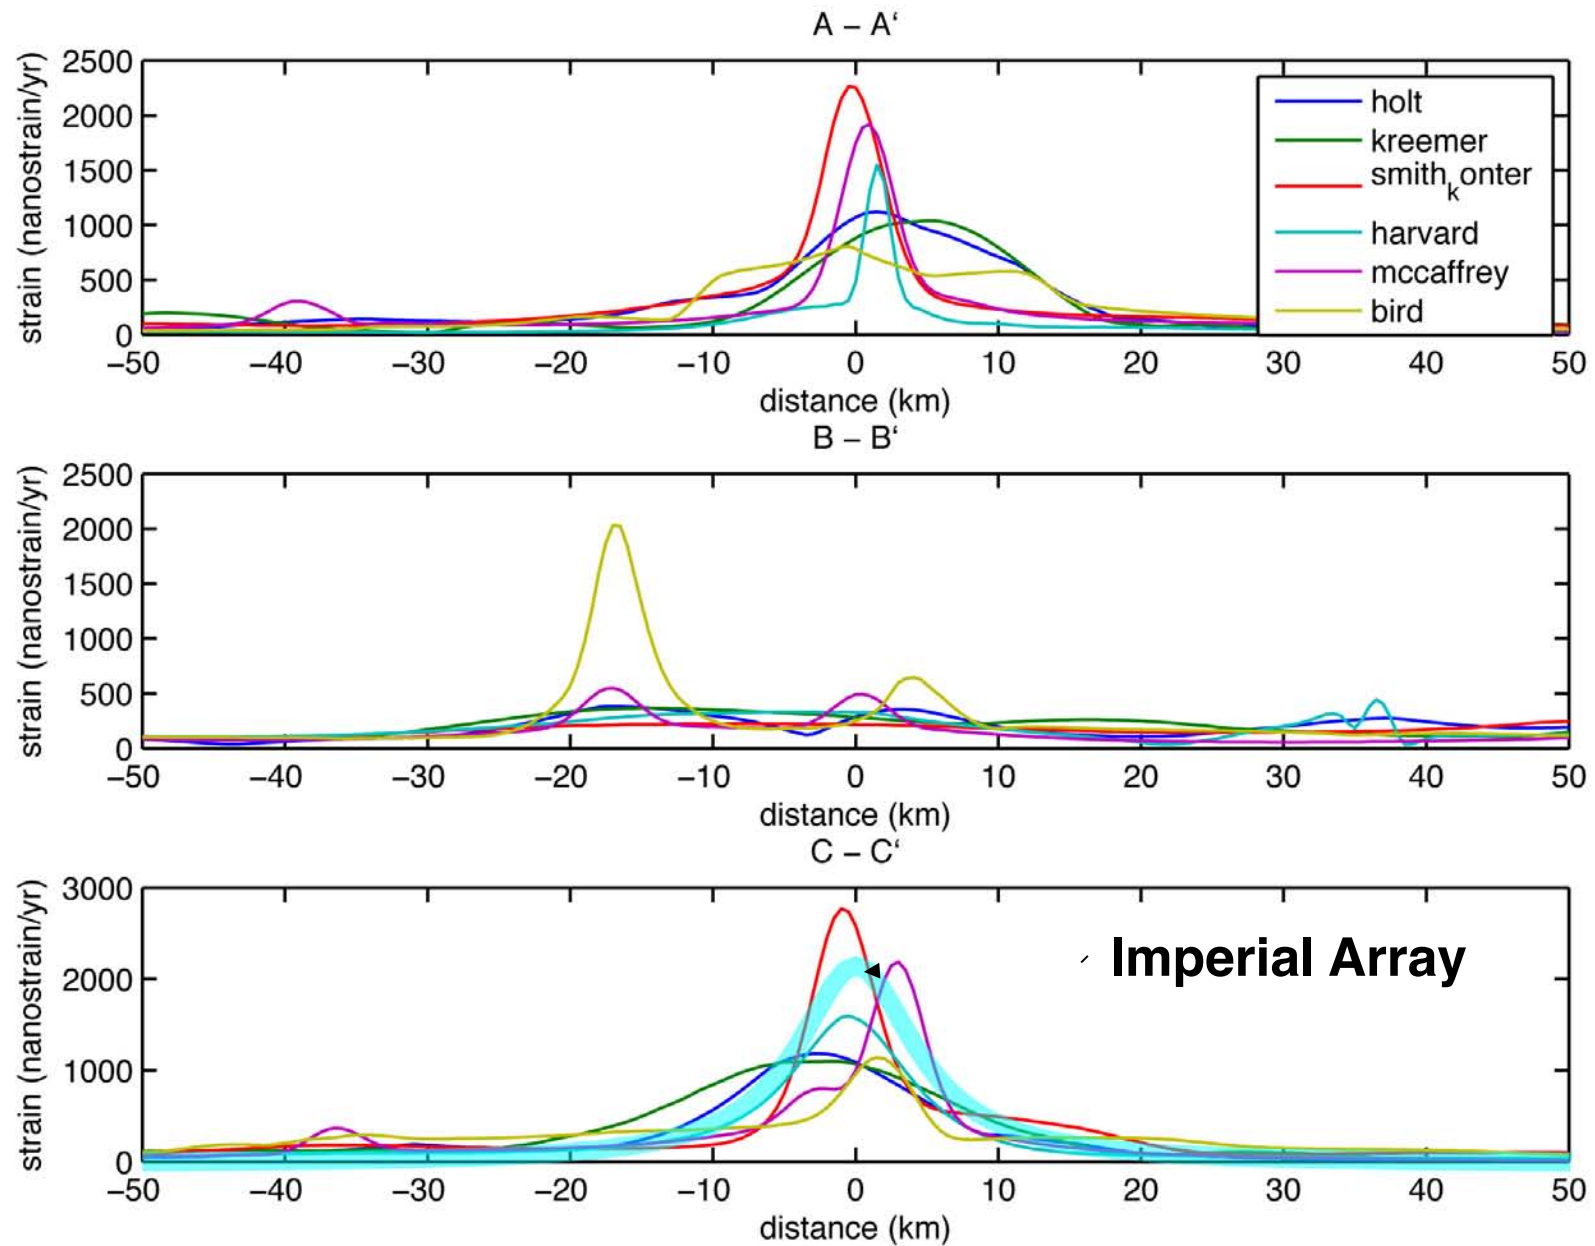 A – A‘
strain (nanostrain/yr)
2500
2000
1500
1000
500
0
holt
kreemer
smithkonter
harvard
mccaffrey
bird
–50 –40 –30 –20 –10 0 10 20 30 40 50
distance (km)
B – B‘
strain (nanostrain/yr)
2500
2000
1500
1000
500
0
–50 –40 –30 –20 –10 0 10 20 30 40 50
distance (km)
C – C‘
strain (nanostrain/yr)
3000
2000
1000
0
Imperial Array
–50 –40 –30 –20 –10 0 10 20 30 40 50
distance (km)